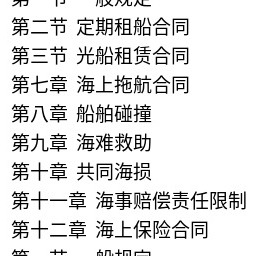 第二节 定期租船合同
第三节 光船租赁合同
第七章 海上拖航合同
第八章 船舶碰撞
第九章 海难救助
第十章 共同海损
第十一章 海事赔偿责任限制
第十二章 海上保险合同